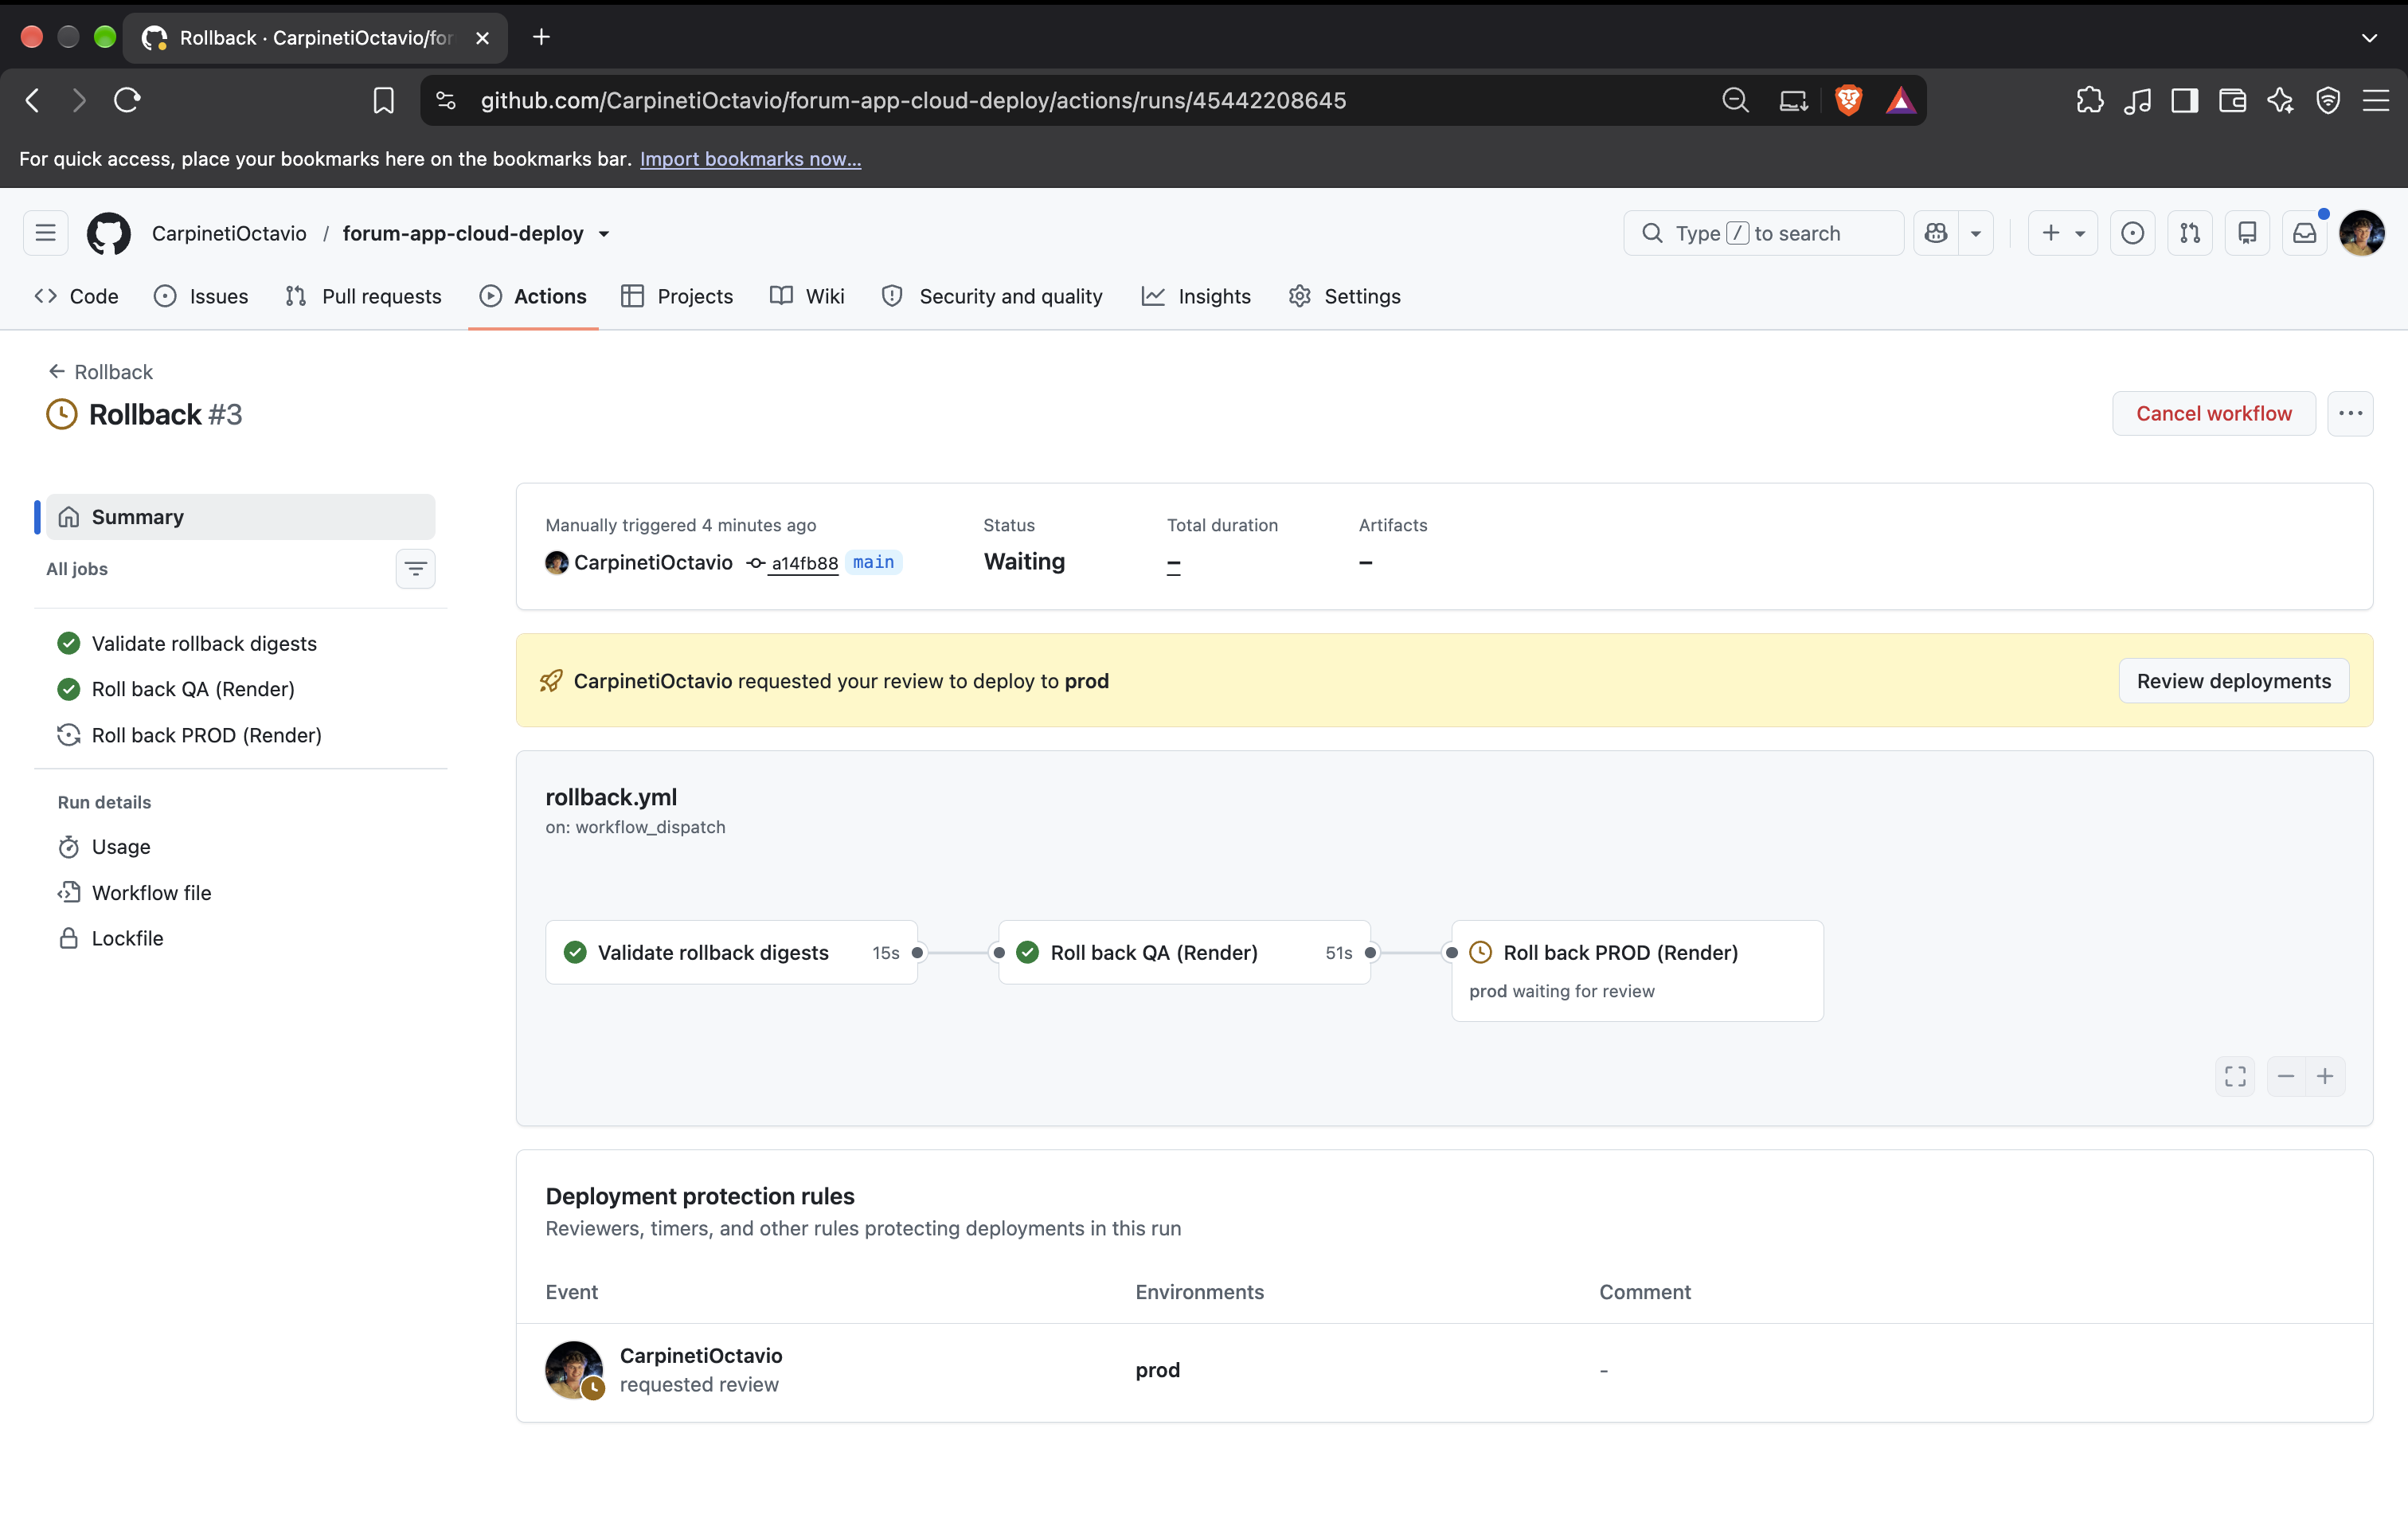 Rollback · CarpinetiOctavio/for
github.com/CarpinetiOctavio/forum-app-cloud-deploy/actions/runs/45442208645
For quick access, place your bookmarks here on the bookmarks bar. Import bookmarks now...
CarpinetiOctavio / forum-app-cloud-deploy
Type / to search
Code Issues Pull requests Actions Projects Wiki Security and quality Insights Settings
Rollback
Rollback #3
Cancel workflow
Summary
All jobs
Validate rollback digests
Roll back QA (Render)
Roll back PROD (Render)
Run details
Usage
Workflow file
Lockfile
Manually triggered 4 minutes ago Status Total duration Artifacts
CarpinetiOctavio a14fb88 main Waiting – –
CarpinetiOctavio requested your review to deploy to prod Review deployments
rollback.yml
on: workflow_dispatch
Validate rollback digests 15s Roll back QA (Render) 51s Roll back PROD (Render)
prod waiting for review
Deployment protection rules
Reviewers, timers, and other rules protecting deployments in this run
Event Environments Comment
CarpinetiOctavio
requested review
prod -